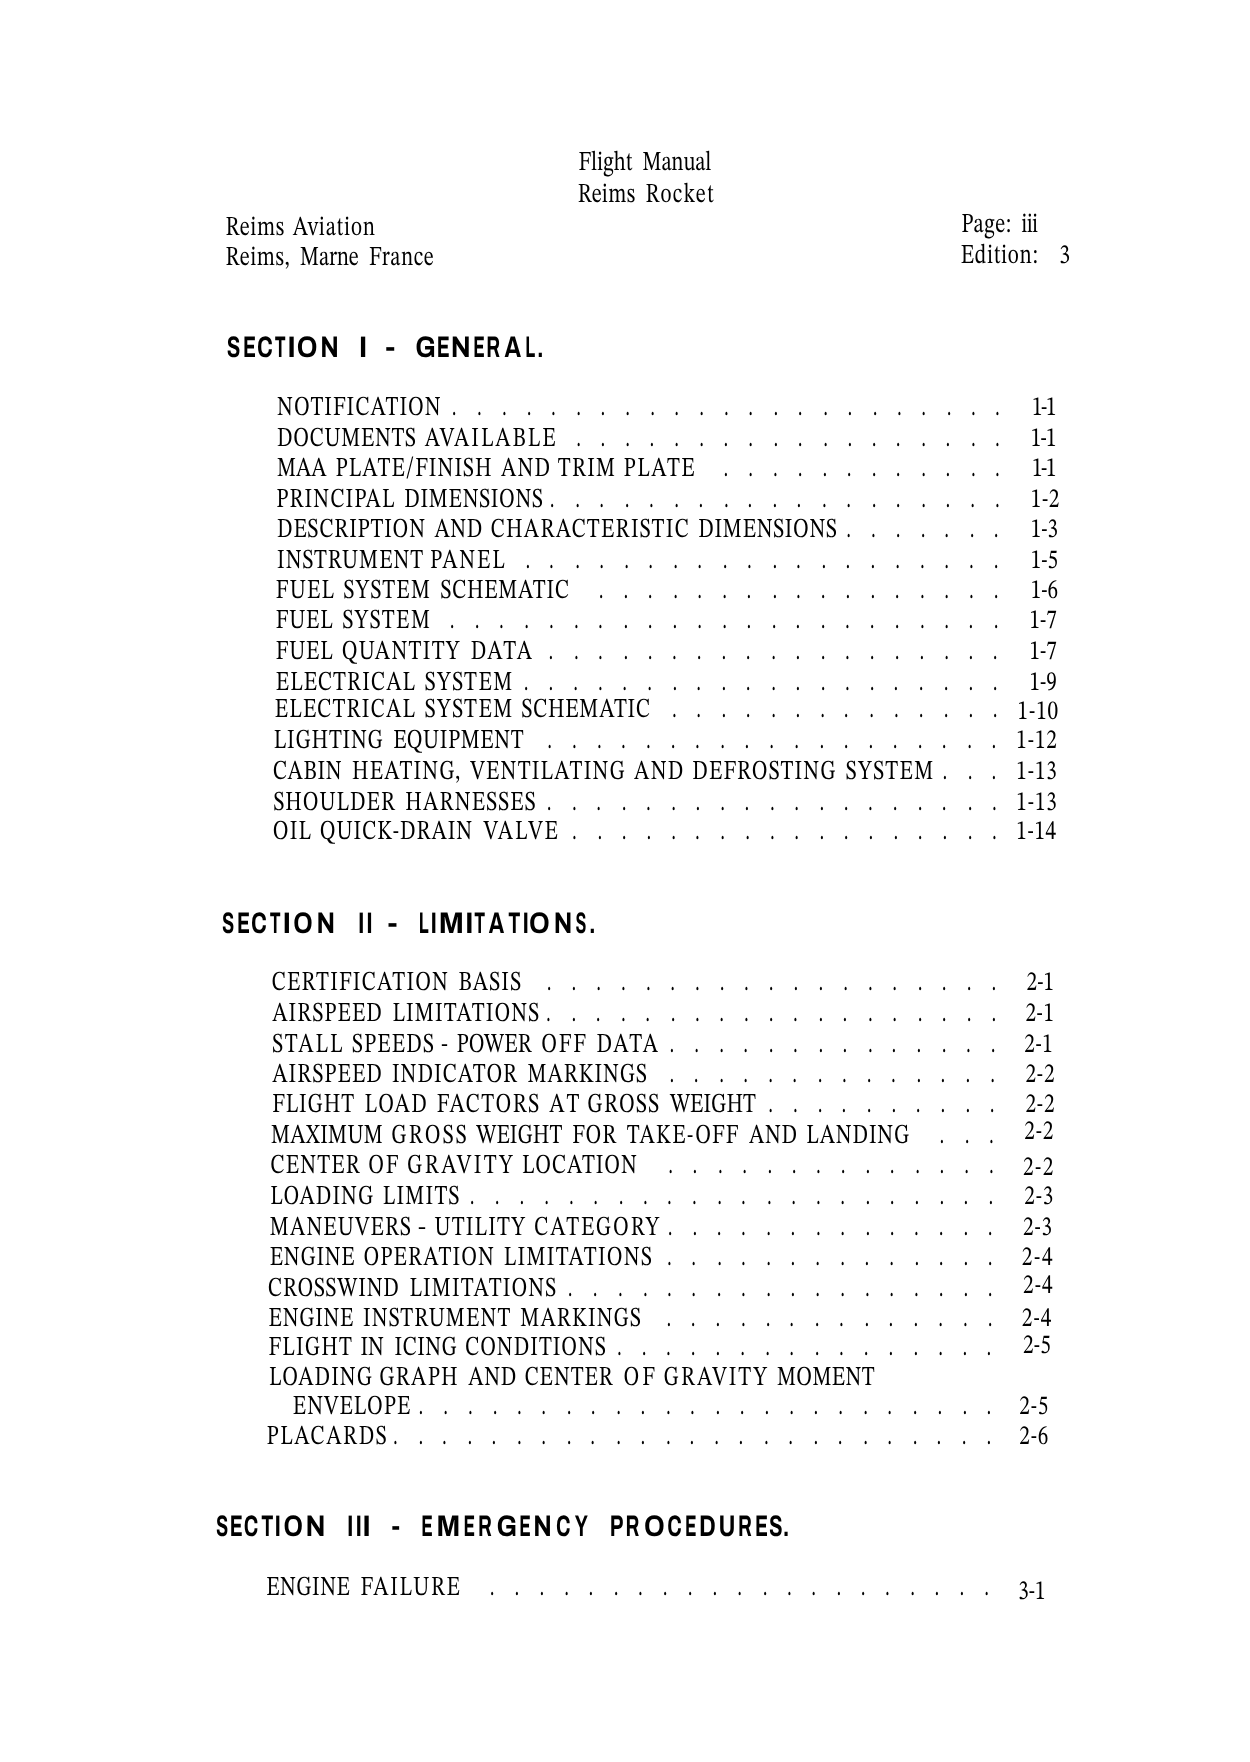 Flight Manual
Reims Rocket
Reims Aviation
Reims, Marne France
Page: iii
Edition: 3
SECTION I - GENERAL.
NOTIFICATION . . . . . . . . . . . . . . . . . . . . . . . 1-1
DOCUMENTS AVAILABLE . . . . . . . . . . . . . . . . . . 1-1
MAA PLATE/FINISH AND TRIM PLATE . . . . . . . . . . . . 1-1
PRINCIPAL DIMENSIONS . . . . . . . . . . . . . . . . . . . 1-2
DESCRIPTION AND CHARACTERISTIC DIMENSIONS . . . . . . . 1-3
INSTRUMENT PANEL . . . . . . . . . . . . . . . . . . . . 1-5
FUEL SYSTEM SCHEMATIC . . . . . . . . . . . . . . . . . 1-6
FUEL SYSTEM . . . . . . . . . . . . . . . . . . . . . . . 1-7
FUEL QUANTITY DATA . . . . . . . . . . . . . . . . . . . 1-7
ELECTRICAL SYSTEM . . . . . . . . . . . . . . . . . . . . 1-9
ELECTRICAL SYSTEM SCHEMATIC . . . . . . . . . . . . . . 1-10
LIGHTING EQUIPMENT . . . . . . . . . . . . . . . . . . . 1-12
CABIN HEATING, VENTILATING AND DEFROSTING SYSTEM . . . 1-13
SHOULDER HARNESSES . . . . . . . . . . . . . . . . . . . 1-13
OIL QUICK-DRAIN VALVE . . . . . . . . . . . . . . . . . . 1-14
SECTION II - LIMITATIONS.
CERTIFICATION BASIS . . . . . . . . . . . . . . . . . . . 2-1
AIRSPEED LIMITATIONS . . . . . . . . . . . . . . . . . . . 2-1
STALL SPEEDS - POWER OFF DATA . . . . . . . . . . . . . . 2-1
AIRSPEED INDICATOR MARKINGS . . . . . . . . . . . . . . 2-2
FLIGHT LOAD FACTORS AT GROSS WEIGHT . . . . . . . . . . 2-2
MAXIMUM GROSS WEIGHT FOR TAKE-OFF AND LANDING . . . 2-2
CENTER OF GRAVITY LOCATION . . . . . . . . . . . . . . 2-2
LOADING LIMITS . . . . . . . . . . . . . . . . . . . . . . 2-3
MANEUVERS - UTILITY CATEGORY . . . . . . . . . . . . . . 2-3
ENGINE OPERATION LIMITATIONS . . . . . . . . . . . . . . 2-4
CROSSWIND LIMITATIONS . . . . . . . . . . . . . . . . . . 2-4
ENGINE INSTRUMENT MARKINGS . . . . . . . . . . . . . . 2-4
FLIGHT IN ICING CONDITIONS . . . . . . . . . . . . . . . . 2-5
LOADING GRAPH AND CENTER OF GRAVITY MOMENT
ENVELOPE . . . . . . . . . . . . . . . . . . . . . . . . 2-5
PLACARDS . . . . . . . . . . . . . . . . . . . . . . . . . 2-6
SECTION III - EMERGENCY PROCEDURES.
ENGINE FAILURE . . . . . . . . . . . . . . . . . . . . . 3-1